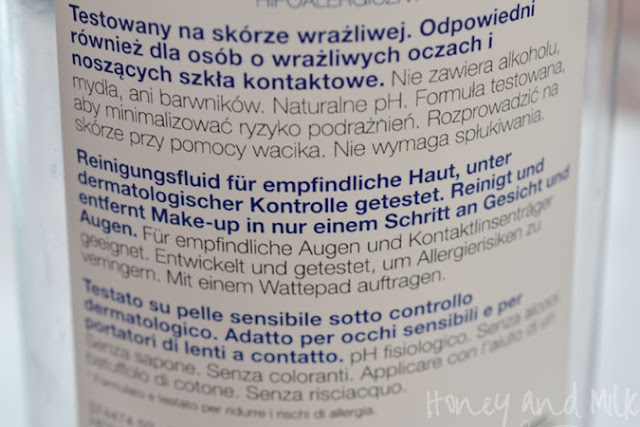 HIPOALERGICZNY
Testowany na skórze wrażliwej. Odpowiedni
również dla osób o wrażliwych oczach i
noszących szkła kontaktowe. Nie zawiera alkoholu,
mydła, ani barwników. Naturalne pH. Formuła testowana,
aby minimalizować ryzyko podrażnień. Rozprowadzić na
skórze przy pomocy wacika. Nie wymaga spłukiwania.
Reinigungsfluid für empfindliche Haut, unter
dermatologischer Kontrolle getestet. Reinigt und
entfernt Make-up in nur einem Schritt an Gesicht und
Augen. Für empfindliche Augen und Kontaktlinsenträger
geeignet. Entwickelt und getestet, um Allergierisiken zu
verringern. Mit einem Wattepad auftragen.
Testato su pelle sensibile sotto controllo
dermatologico. Adatto per occhi sensibili e per
portatori di lenti a contatto. pH fisiologico. Senza alcool.
Senza sapone. Senza coloranti. Applicare con l'aiuto di un
batuffolo di cotone. Senza risciacquo.
* Formulato e testato per ridurre i rischi di allergia.
Honey and Milk